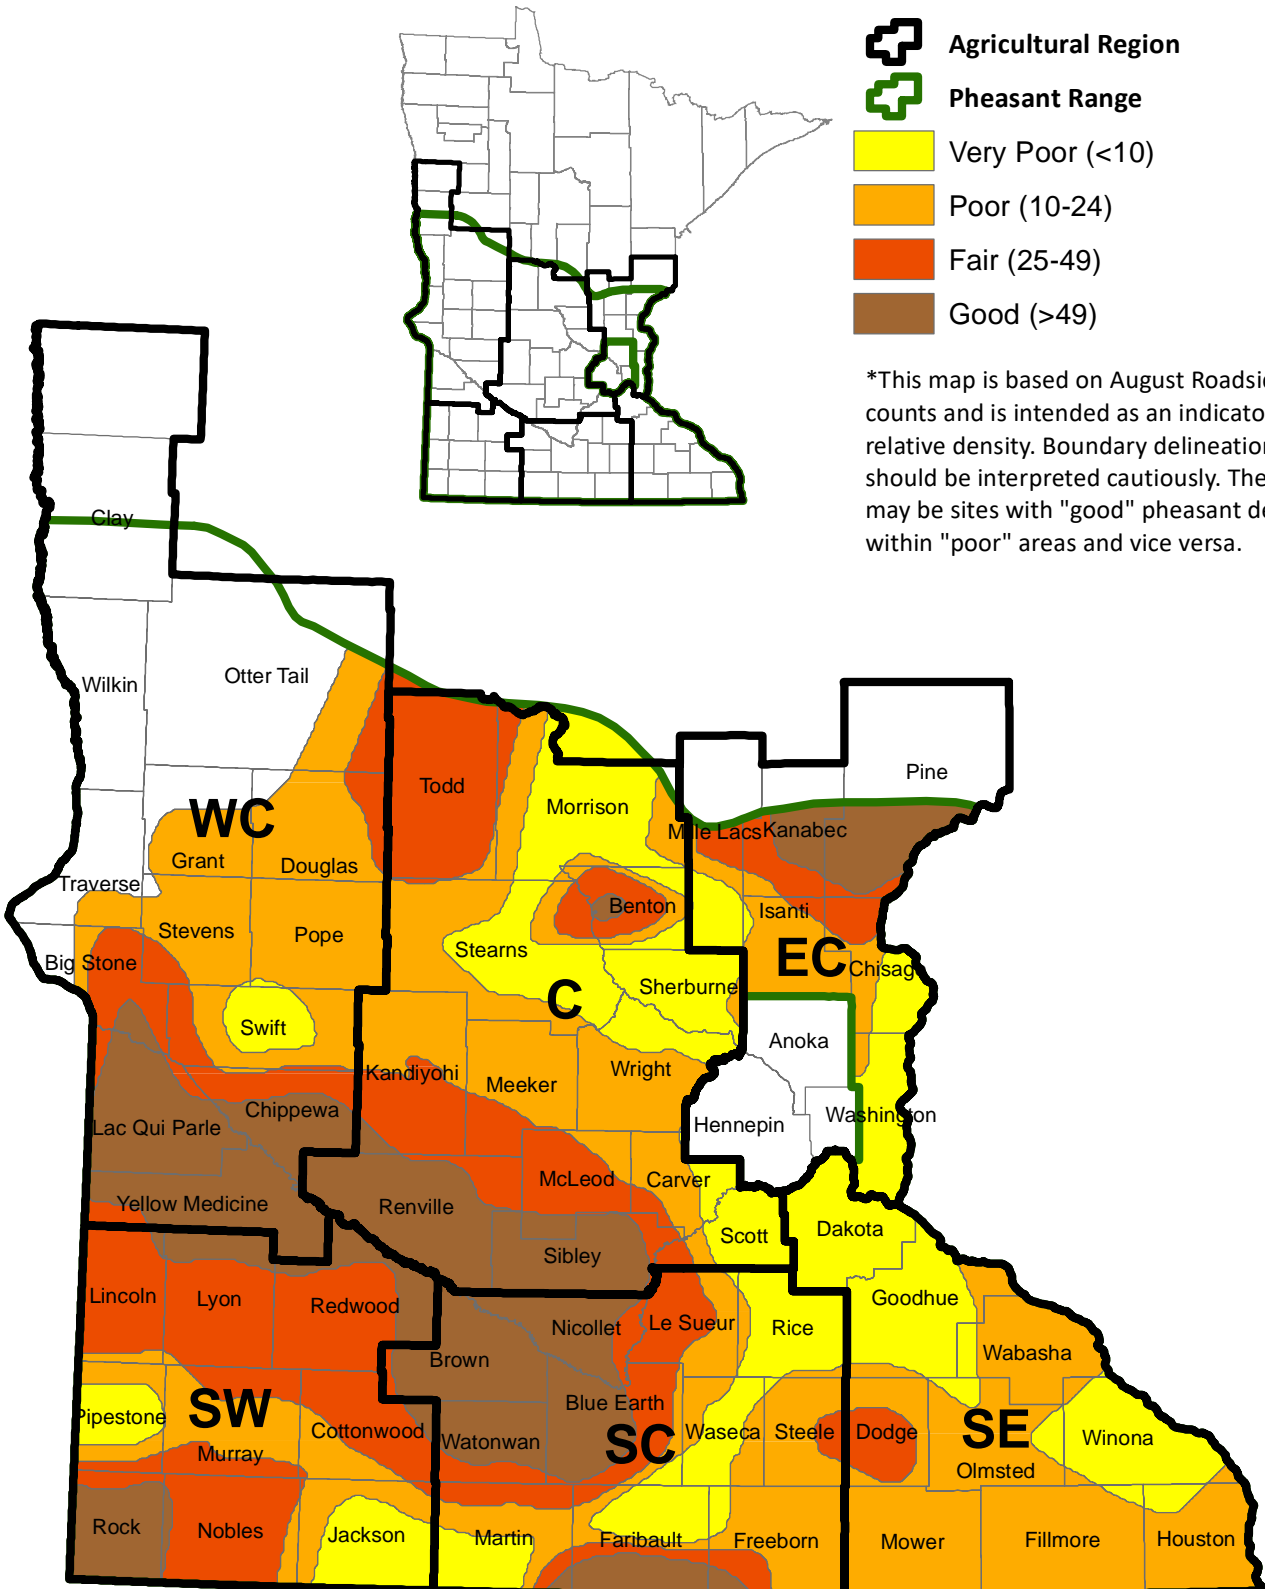 Agricultural Region
Pheasant Range
Very Poor (<10)
Poor (10-24)
Fair (25-49)
Good (>49)
*This map is based on August
counts and is intended as an
relative density. Boundary
should be interpreted cautiously. The
may be sites with "good" pheasant
within "poor" areas and vice versa.
Clay
Wilkin
Otter Tail
Pine
Todd
Morrison
WC
Mille Lacs
Kanabec
Grant
Douglas
Traverse
Benton
Isanti
Stevens
Pope
Stearns
EC
Big Stone
Chisag
Sherburne
C
Swift
Anoka
Kandiyohi
Meeker
Wright
Chippewa
Lac Qui Parle
Hennepin
Washington
McLeod
Carver
Yellow Medicine
Renville
Scott
Dakota
Sibley
Lincoln
Lyon
Redwood
Goodhue
Nicollet
Le Sueur
Rice
Brown
Wabasha
Blue Earth
Pipestone
SW
Cottonwood
Watonwan
SC
Waseca
Steele
Dodge
SE
Winona
Murray
Olmsted
Rock
Nobles
Jackson
Martin
Faribault
Freeborn
Mower
Fillmore
Houston